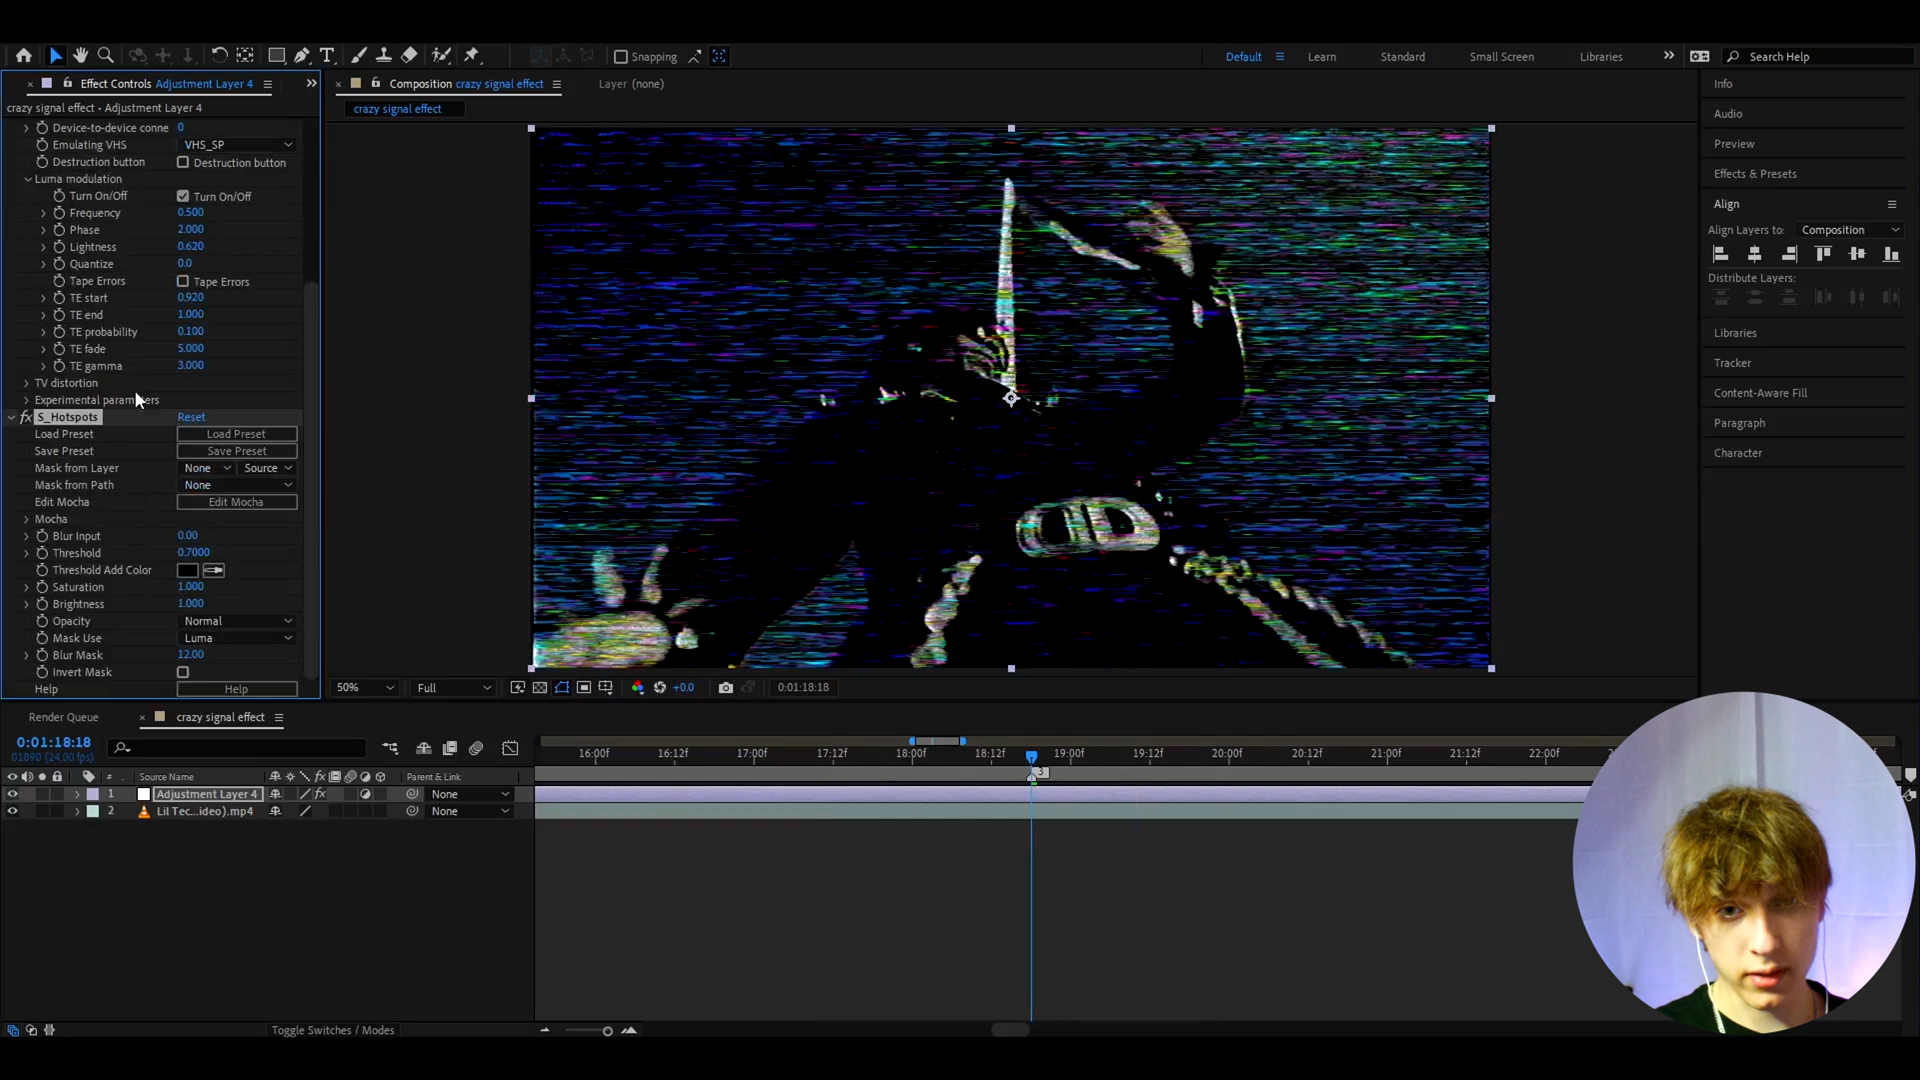 Snapping
Default
Learn
Standard
Small Screen
Libraries
Search Help
Effect Controls Adjustment Layer 4
Composition crazy signal effect
Layer (none)
crazy signal effect • Adjustment Layer 4
crazy signal effect
Device-to-device conne 0
Emulating VHS VHS_SP
Destruction button Destruction button
Luma modulation
Turn On/Off Turn On/Off
Frequency 0.500
Phase 2.000
Lightness 0.620
Quantize 0.0
Tape Errors Tape Errors
TE start 0.920
TE end 1.000
TE probability 0.100
TE fade 5.000
TE gamma 3.000
TV distortion
Experimental parameters
fx S_Hotspots Reset
Load Preset Load Preset
Save Preset Save Preset
Mask from Layer None Source
Mask from Path None
Edit Mocha Edit Mocha
Mocha
Blur Input 0.00
Threshold 0.7000
Threshold Add Color
Saturation 1.000
Brightness 1.000
Opacity Normal
Mask Use Luma
Blur Mask 12.00
Invert Mask
Help Help
50% Full +0.0 0:01:18:18
Info
Audio
Preview
Effects & Presets
Align
Align Layers to: Composition
Distribute Layers:
Libraries
Tracker
Content-Aware Fill
Paragraph
Character
Render Queue
crazy signal effect
0:01:18:18
01890 (24.00 fps)
16:00f 16:12f 17:00f 17:12f 18:00f 18:12f 19:00f 19:12f 20:00f 20:12f 21:00f 21:12f 22:00f
3
# Source Name fx Parent & Link
1 Adjustment Layer 4 fx None
2 Lil Tec...ideo).mp4 None
Toggle Switches / Modes